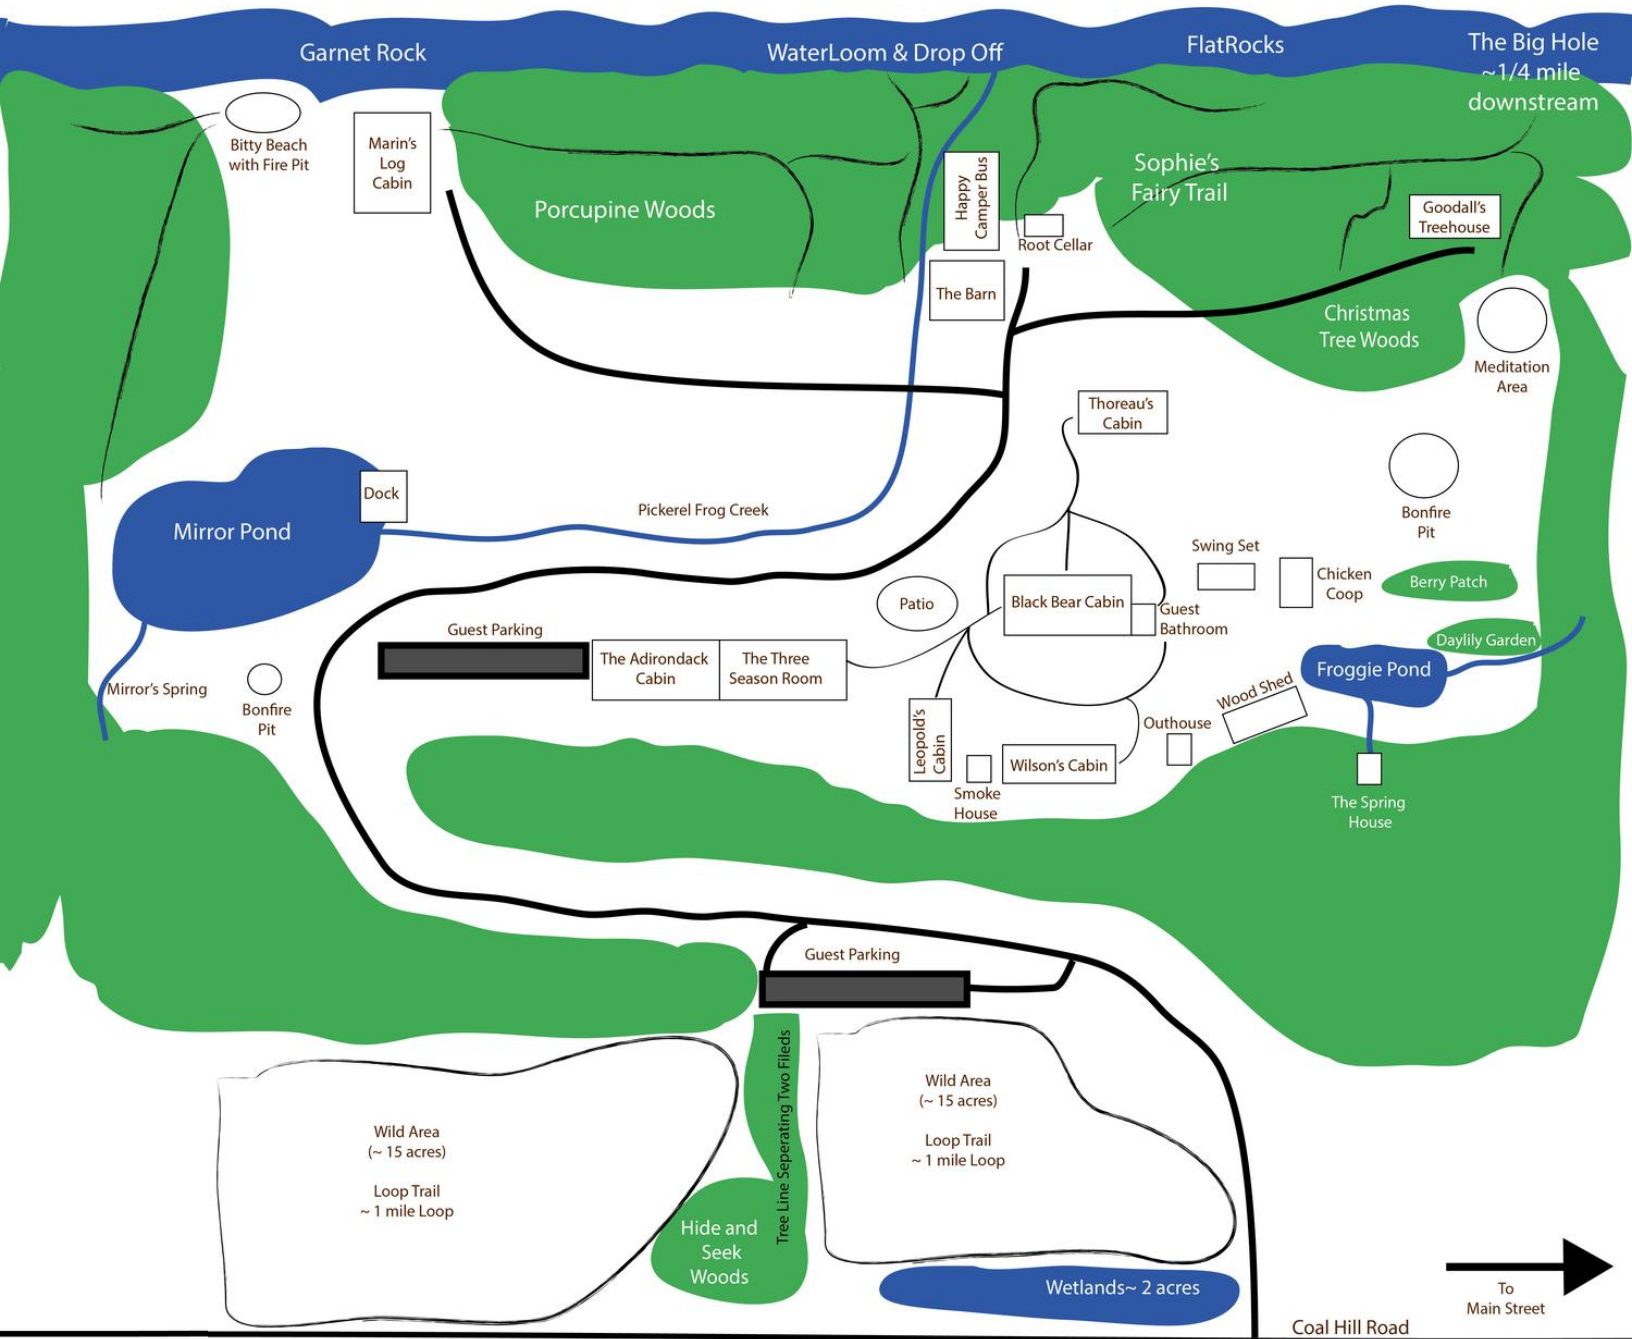 Garnet Rock
WaterLoom & Drop Off
FlatRocks
The Big Hole
~1/4 mile
downstream
Bitty Beach
with Fire Pit
Marin's
Log
Cabin
Porcupine Woods
Happy
Camper Bus
Root Cellar
The Barn
Sophie's
Fairy Trail
Goodall's
Treehouse
Christmas
Tree Woods
Meditation
Area
Thoreau's
Cabin
Bonfire
Pit
Dock
Mirror Pond
Pickerel Frog Creek
Swing Set
Chicken
Coop
Berry Patch
Patio
Black Bear Cabin
Guest
Bathroom
Daylily Garden
Froggie Pond
Guest Parking
The Adirondack
Cabin
The Three
Season Room
Mirror's Spring
Bonfire
Pit
Wood Shed
Outhouse
Leopold's
Cabin
Smoke
House
Wilson's Cabin
The Spring
House
Guest Parking
Tree Line Seperating Two Fileds
Wild Area
(~ 15 acres)
Loop Trail
~ 1 mile Loop
Wild Area
(~ 15 acres)
Loop Trail
~ 1 mile Loop
Hide and
Seek
Woods
Wetlands~ 2 acres
To
Main Street
Coal Hill Road